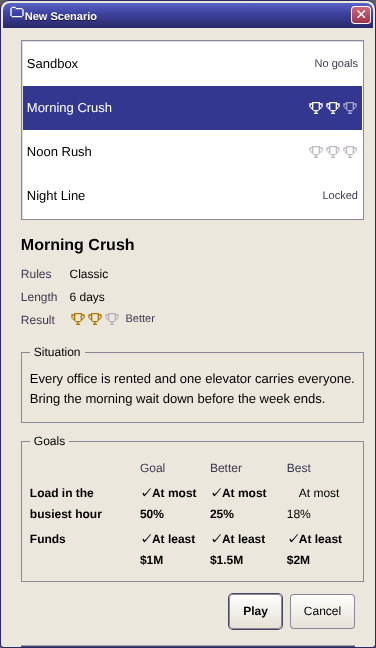 New Scenario
Sandbox No goals
Morning Crush
Noon Rush
Night Line Locked
Morning Crush
Rules Classic
Length 6 days
Result Better
Situation
Every office is rented and one elevator carries everyone.
Bring the morning wait down before the week ends.
Goals
Goal Better Best
Load in the ✓At most ✓At most At most
busiest hour 50% 25% 18%
Funds ✓At least ✓At least ✓At least
$1M $1.5M $2M
Play Cancel